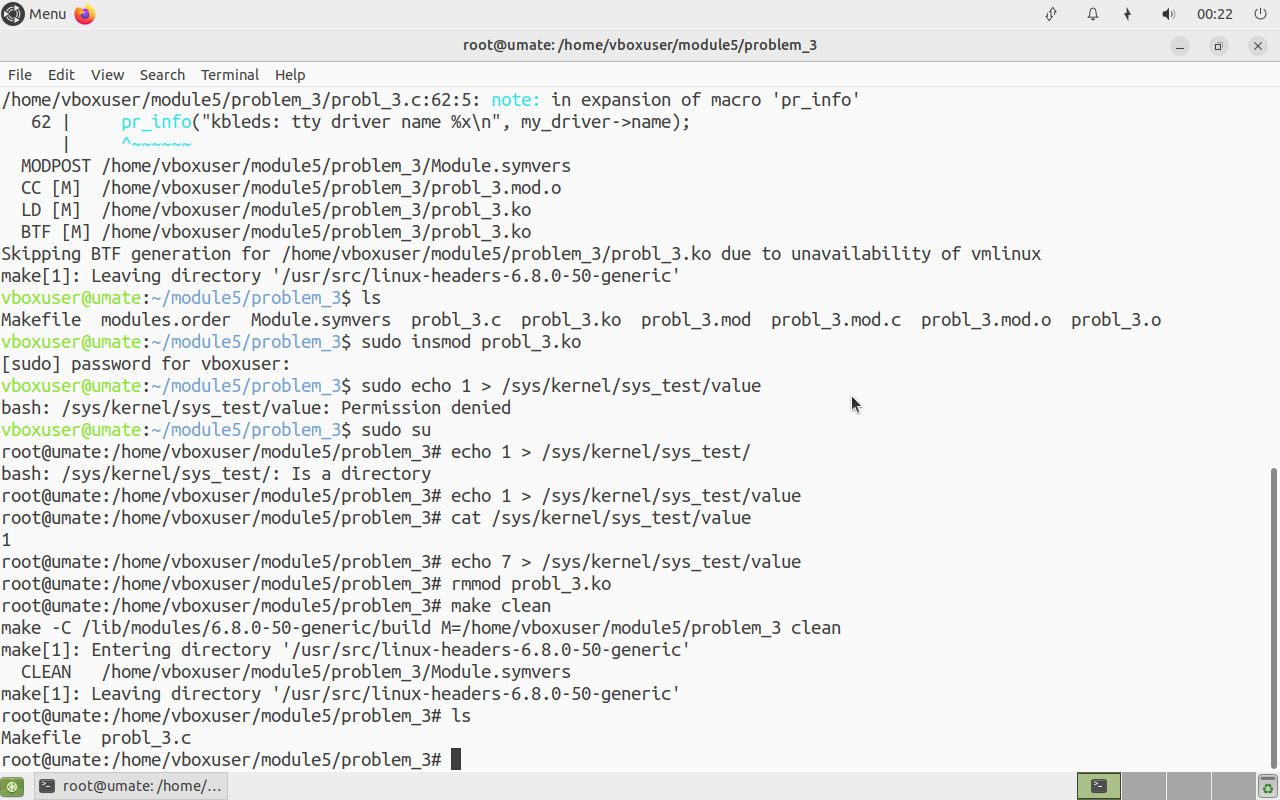 Menu
00:22
root@umate: /home/vboxuser/module5/problem_3
File Edit View Search Terminal Help
/home/vboxuser/module5/problem_3/probl_3.c:62:5: note: in expansion of macro 'pr_info'
   62 |     pr_info("kbleds: tty driver name %x\n", my_driver->name);
      |     ^~~~~~~
  MODPOST /home/vboxuser/module5/problem_3/Module.symvers
  CC [M]  /home/vboxuser/module5/problem_3/probl_3.mod.o
  LD [M]  /home/vboxuser/module5/problem_3/probl_3.ko
  BTF [M] /home/vboxuser/module5/problem_3/probl_3.ko
Skipping BTF generation for /home/vboxuser/module5/problem_3/probl_3.ko due to unavailability of vmlinux
make[1]: Leaving directory '/usr/src/linux-headers-6.8.0-50-generic'
vboxuser@umate:~/module5/problem_3$ ls
Makefile  modules.order  Module.symvers  probl_3.c  probl_3.ko  probl_3.mod  probl_3.mod.c  probl_3.mod.o  probl_3.o
vboxuser@umate:~/module5/problem_3$ sudo insmod probl_3.ko
[sudo] password for vboxuser:
vboxuser@umate:~/module5/problem_3$ sudo echo 1 > /sys/kernel/sys_test/value
bash: /sys/kernel/sys_test/value: Permission denied
vboxuser@umate:~/module5/problem_3$ sudo su
root@umate:/home/vboxuser/module5/problem_3# echo 1 > /sys/kernel/sys_test/
bash: /sys/kernel/sys_test/: Is a directory
root@umate:/home/vboxuser/module5/problem_3# echo 1 > /sys/kernel/sys_test/value
root@umate:/home/vboxuser/module5/problem_3# cat /sys/kernel/sys_test/value
1
root@umate:/home/vboxuser/module5/problem_3# echo 7 > /sys/kernel/sys_test/value
root@umate:/home/vboxuser/module5/problem_3# rmmod probl_3.ko
root@umate:/home/vboxuser/module5/problem_3# make clean
make -C /lib/modules/6.8.0-50-generic/build M=/home/vboxuser/module5/problem_3 clean
make[1]: Entering directory '/usr/src/linux-headers-6.8.0-50-generic'
  CLEAN   /home/vboxuser/module5/problem_3/Module.symvers
make[1]: Leaving directory '/usr/src/linux-headers-6.8.0-50-generic'
root@umate:/home/vboxuser/module5/problem_3# ls
Makefile  probl_3.c
root@umate:/home/vboxuser/module5/problem_3#
root@umate: /home/...